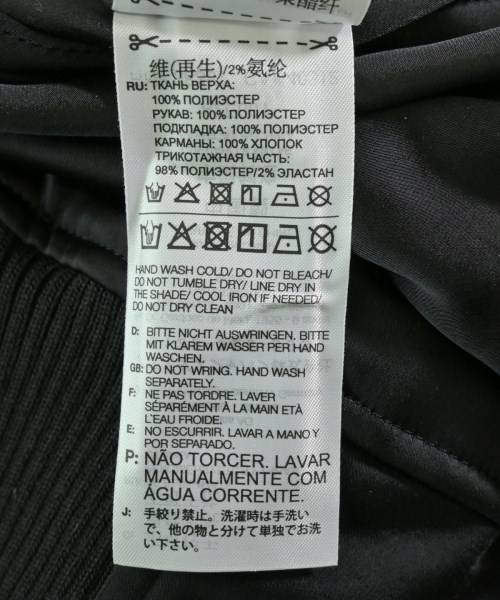 聚酯纤
维(再生)/2%氨纶
RU: ТКАНЬ ВЕРХА:
100% ПОЛИЭСТЕР
РУКАВ: 100% ПОЛИЭСТЕР
ПОДКЛАДКА: 100% ПОЛИЭСТЕР
КАРМАНЫ: 100% ХЛОПОК
ТРИКОТАЖНАЯ ЧАСТЬ:
98% ПОЛИЭСТЕР/2% ЭЛАСТАН
HAND WASH COLD/ DO NOT BLEACH/
DO NOT TUMBLE DRY/ LINE DRY IN
THE SHADE/ COOL IRON IF NEEDED/
DO NOT DRY CLEAN
D: BITTE NICHT AUSWRINGEN. BITTE
MIT KLAREM WASSER PER HAND
WASCHEN.
GB: DO NOT WRING. HAND WASH
SEPARATELY.
F: NE PAS TORDRE. LAVER
SÉPARÉMENT À LA MAIN ETÀ
L'EAU FROIDE.
E: NO ESCURRIR. LAVAR A MANO Y
POR SEPARADO.
P: NÃO TORCER. LAVAR
MANUALMENTE COM
ÁGUA CORRENTE.
J: 手絞り禁止。洗濯時は手洗い
で、他の物と分けて単独でお洗
い下さい。